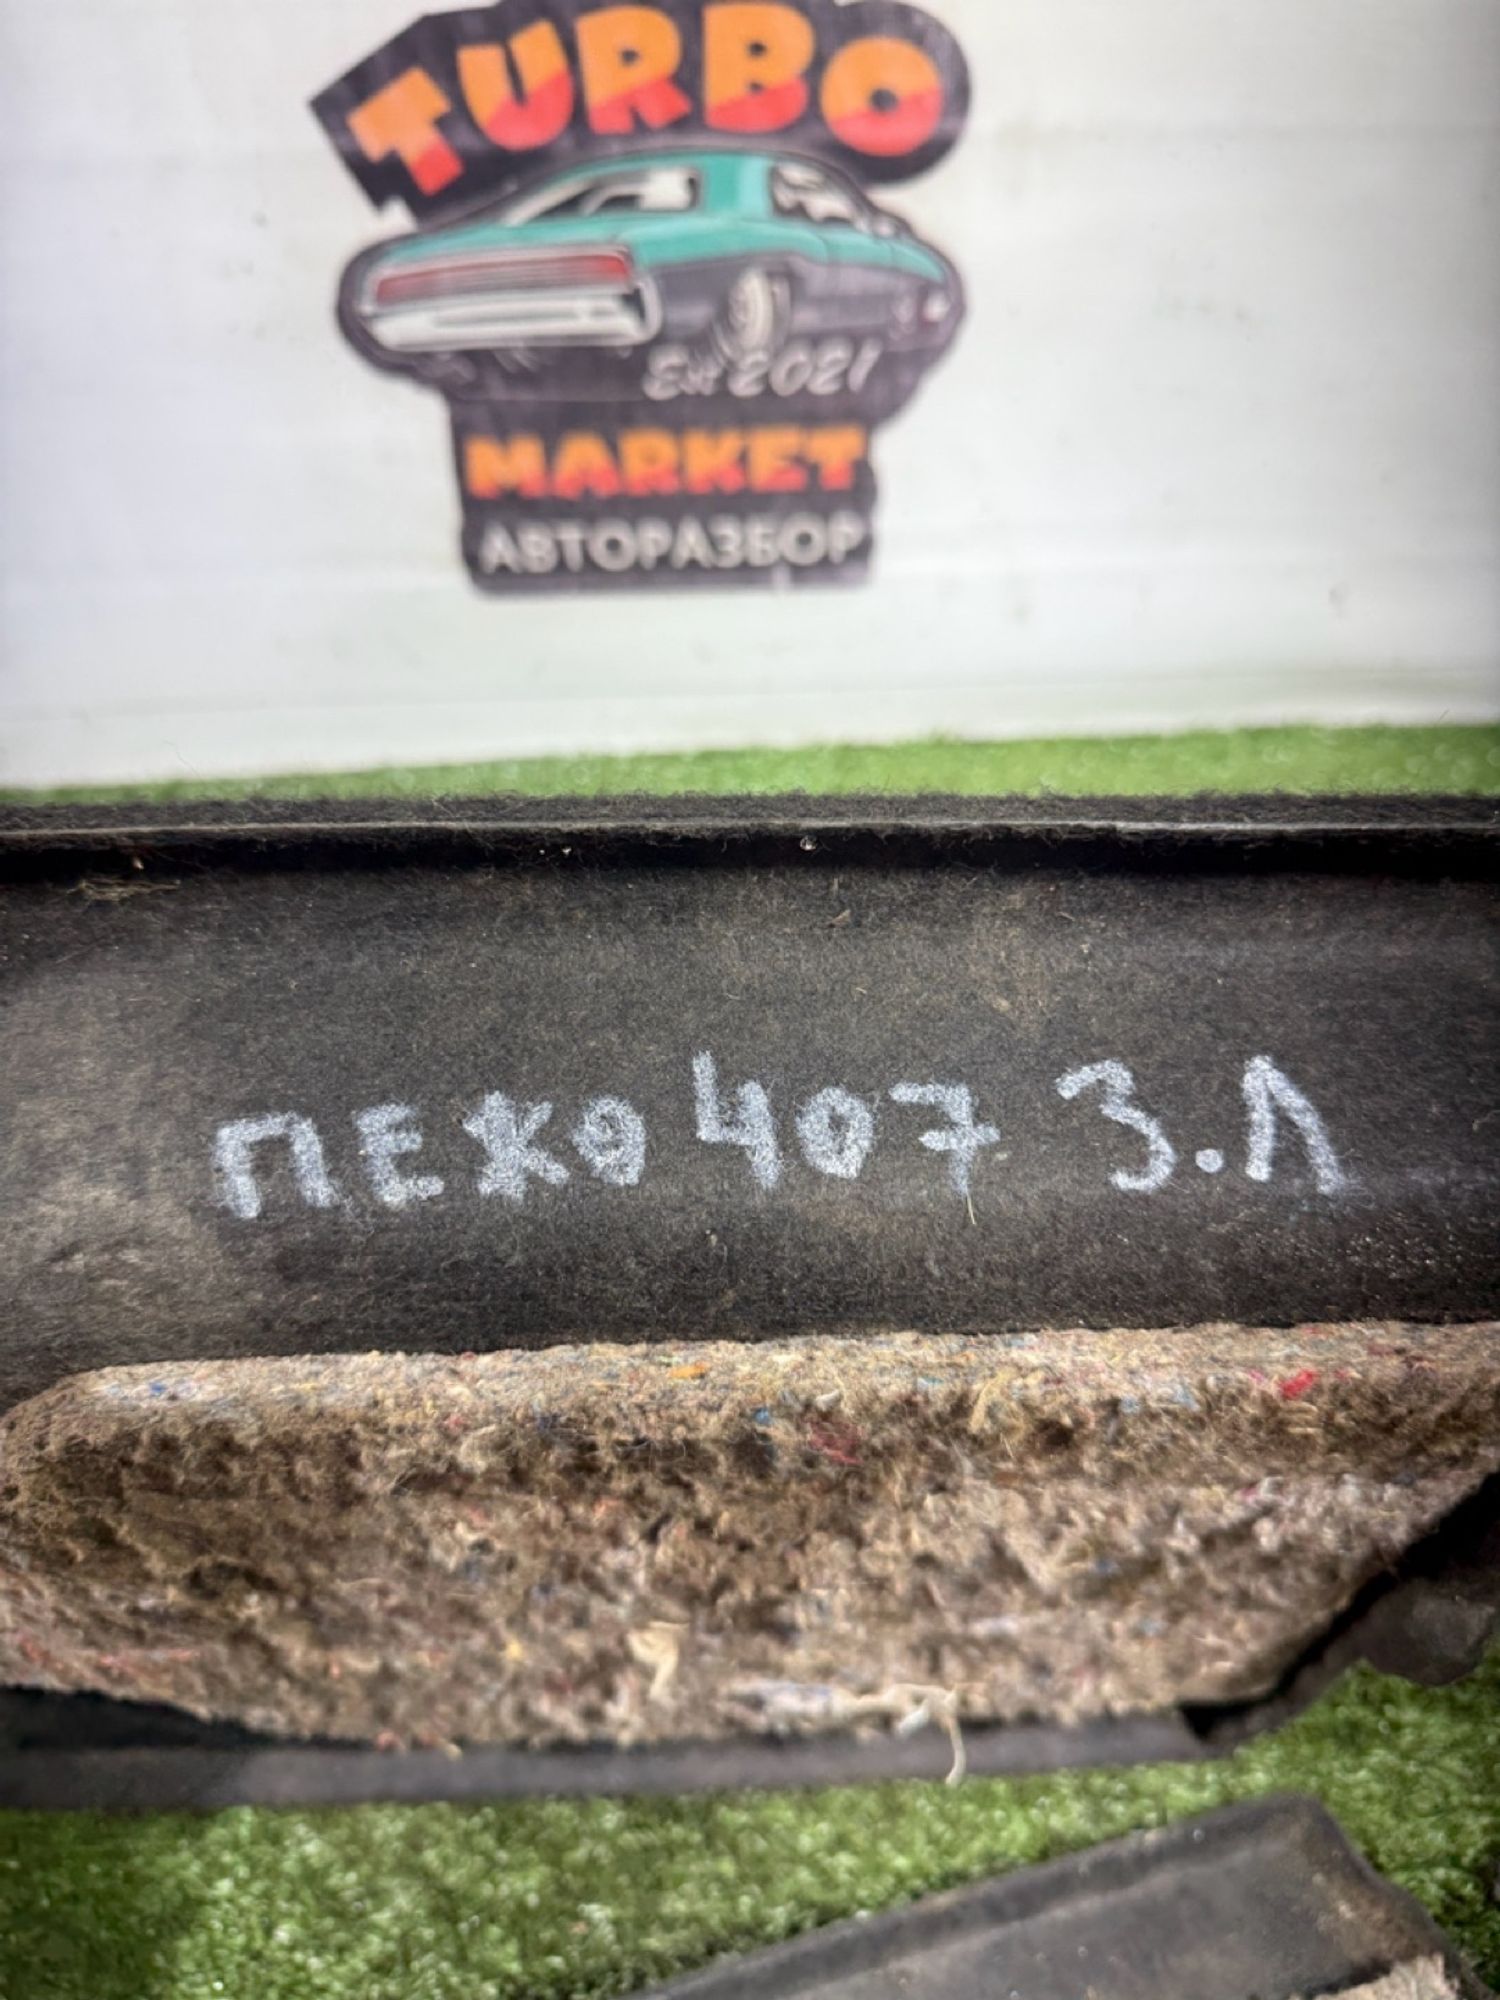 TURBO
Est 2021
MARKET
АВТОРАЗБОР
ПЕЖО 407 З.Л